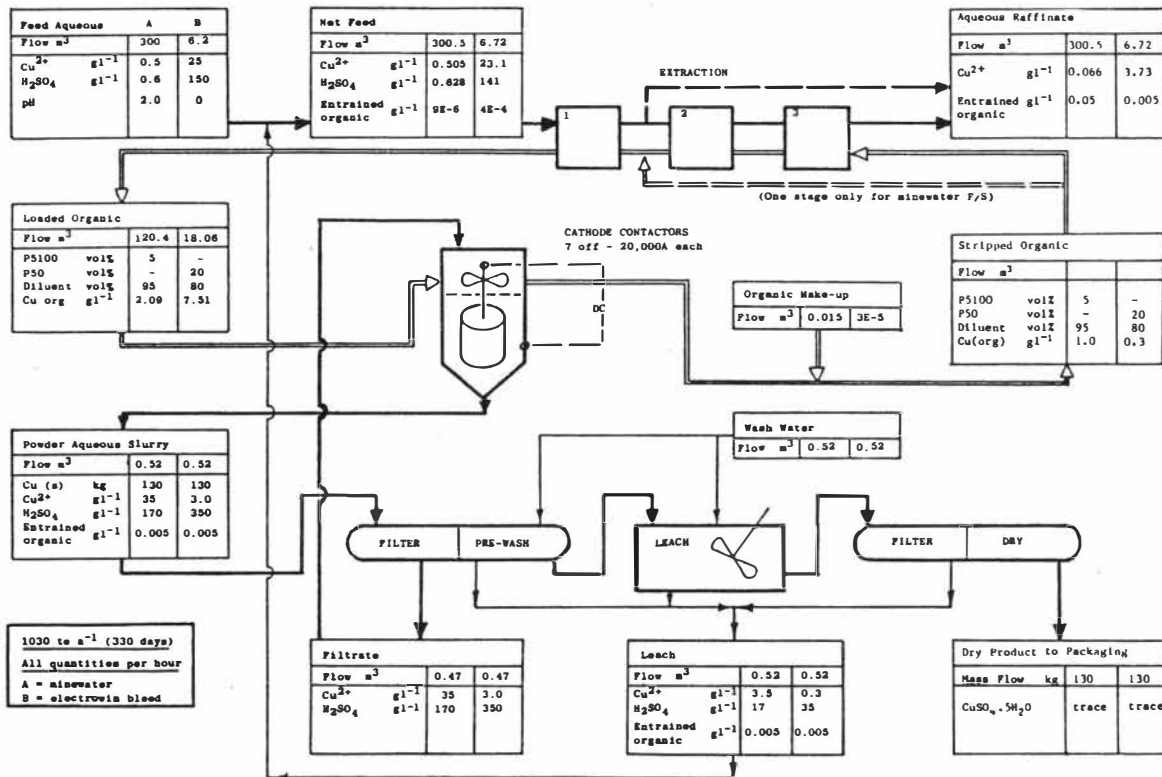 Feed Aqueous A B
Flow m³ 300 6.2
Cu²⁺ gl⁻¹ 0.5 25
H₂SO₄ gl⁻¹ 0.6 150
pH 2.0 0
Net Feed
Flow m³ 300.5 6.72
Cu²⁺ gl⁻¹ 0.505 23.1
H₂SO₄ gl⁻¹ 0.628 141
Entrained organic gl⁻¹ 9E-6 4E-4
EXTRACTION
1
2
3
Aqueous Raffinate
Flow m³ 300.5 6.72
Cu²⁺ gl⁻¹ 0.066 3.73
Entrained organic gl⁻¹ 0.05 0.005
(One stage only for minewater F/S)
Loaded Organic
Flow m³ 120.4 18.06
P5100 vol% 5 -
P50 vol% - 20
Diluent vol% 95 80
Cu org gl⁻¹ 2.09 7.51
CATHODE CONTACTORS
7 off - 20,000A each
DC
Organic Make-up
Flow m³ 0.015 3E-5
Stripped Organic
Flow m³
P5100 vol% 5 -
P50 vol% - 20
Diluent vol% 95 80
Cu(org) gl⁻¹ 1.0 0.3
Powder Aqueous Slurry
Flow m³ 0.52 0.52
Cu (s) kg 130 130
Cu²⁺ gl⁻¹ 35 3.0
H₂SO₄ gl⁻¹ 170 350
Entrained organic gl⁻¹ 0.005 0.005
Wash Water
Flow m³ 0.52 0.52
FILTER PRE-WASH
LEACH
FILTER DRY
1030 te a⁻¹ (330 days)
All quantities per hour
A = minewater
B = electrowin bleed
Filtrate
Flow m³ 0.47 0.47
Cu²⁺ gl⁻¹ 35 3.0
H₂SO₄ gl⁻¹ 170 350
Leach
Flow m³ 0.52 0.52
Cu²⁺ gl⁻¹ 3.5 0.3
H₂SO₄ gl⁻¹ 17 35
Entrained organic gl⁻¹ 0.005 0.005
Dry Product to Packaging
Mass Flow kg 130 130
CuSO₄.5H₂O trace trace